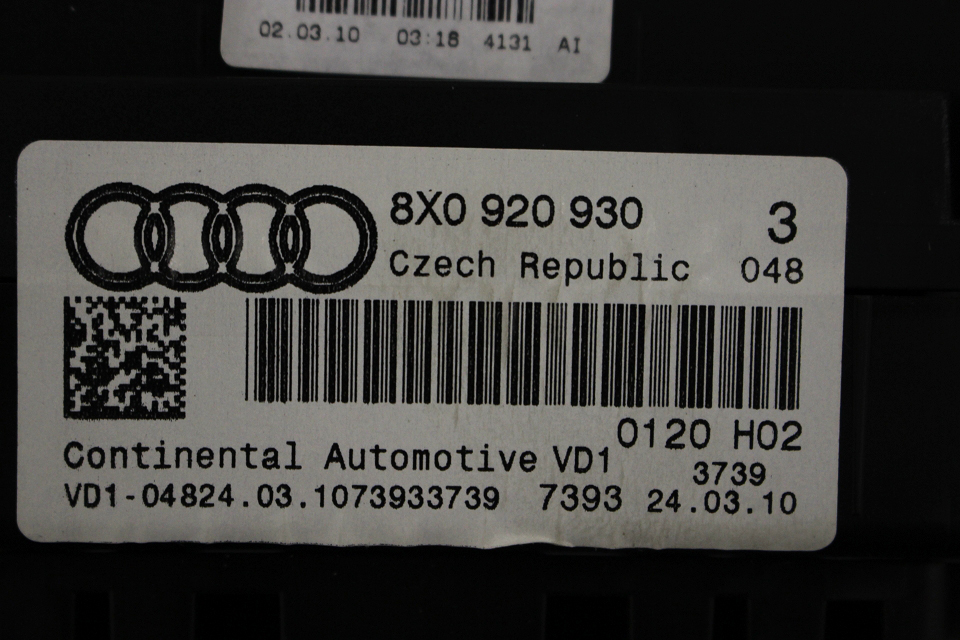 02.03.10 03:18 4131 AI
8X0 920 930 3
Czech Republic 048
0120 H02
Continental Automotive VD1
3739
VD1-04824.03.1073933739 7393 24.03.10